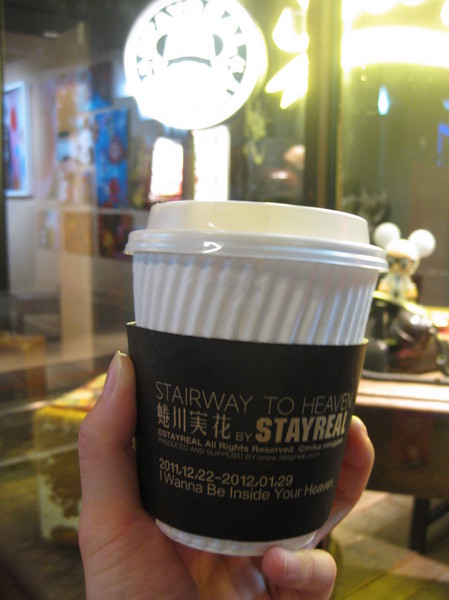 STAIRWAY TO HEAVEN
蜷川実花 BY STAYREAL
©STAYREAL All Rights Reserved ©mika ninagawa
PRODUCED AND SUPPLIED BY www.istayreal.com
2011,12,22-2012,01,29
I Wanna Be Inside Your Heaven